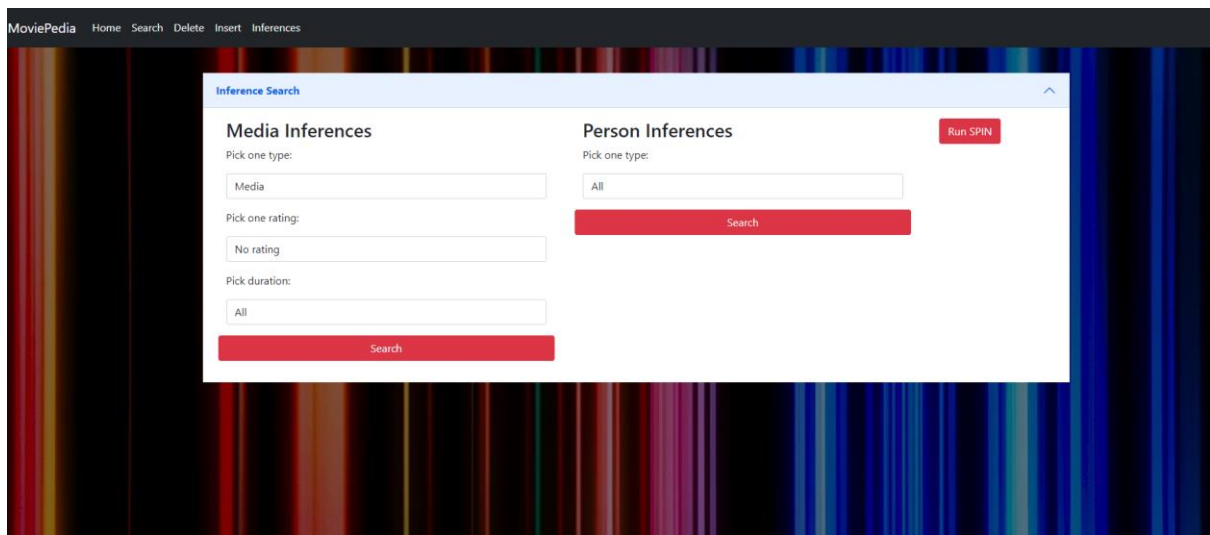 MoviePedia Home Search Delete Insert Inferences
Inference Search
Media Inferences
Pick one type:
Media
Pick one rating:
No rating
Pick duration:
All
Search
Person Inferences
Pick one type:
All
Search
Run SPIN